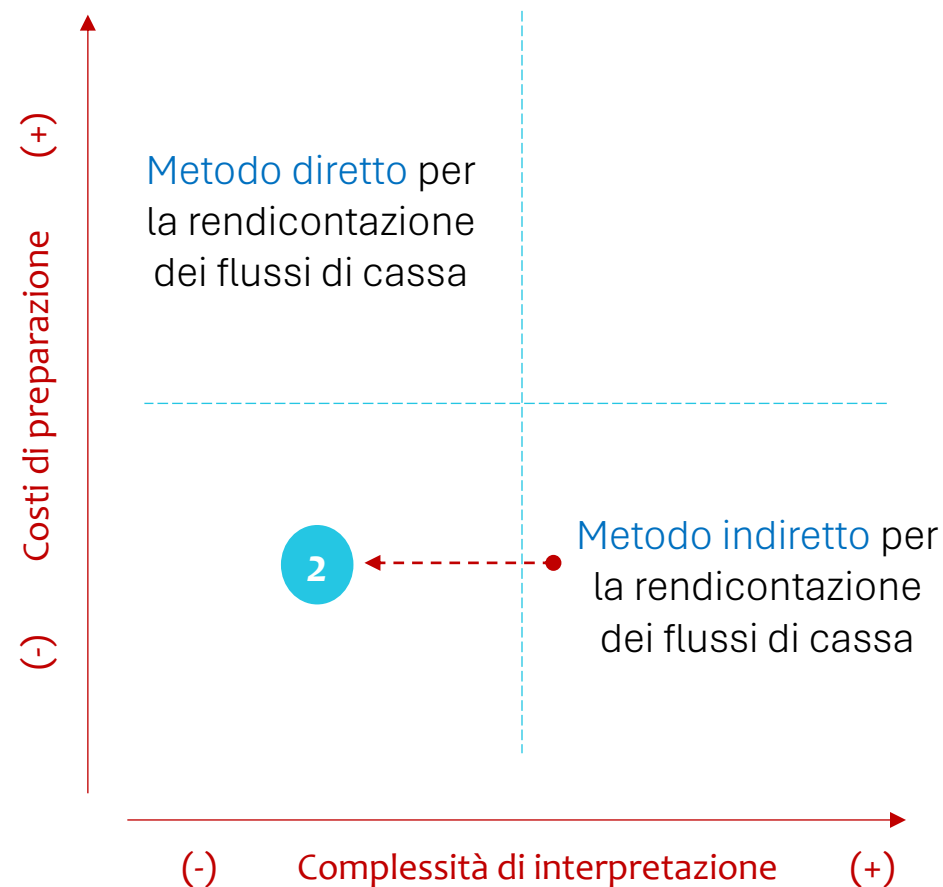 (+)
Costi di preparazione
(-)
Metodo diretto per
la rendicontazione
dei flussi di cassa
2
Metodo indiretto per
la rendicontazione
dei flussi di cassa
(-) Complessità di interpretazione (+)